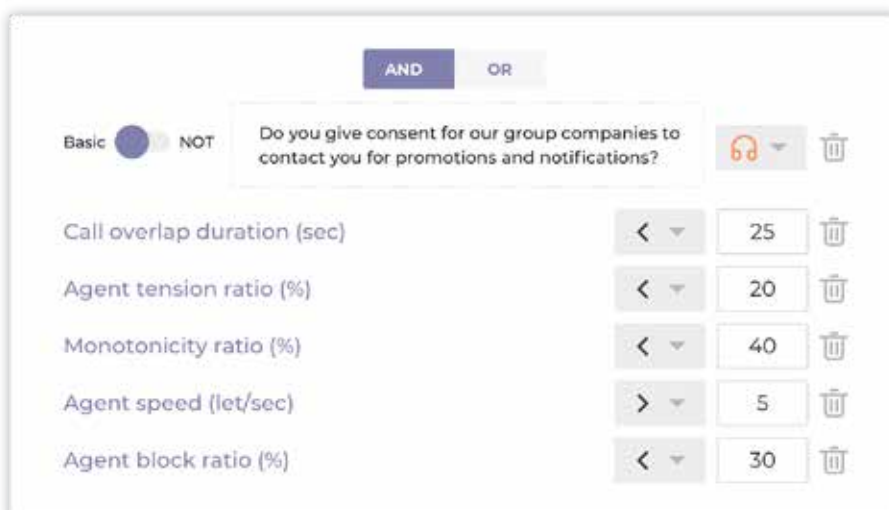 AND OR
Basic NOT
Do you give consent for our group companies to
contact you for promotions and notifications?
Call overlap duration (sec) < 25
Agent tension ratio (%) < 20
Monotonicity ratio (%) < 40
Agent speed (let/sec) > 5
Agent block ratio (%) < 30